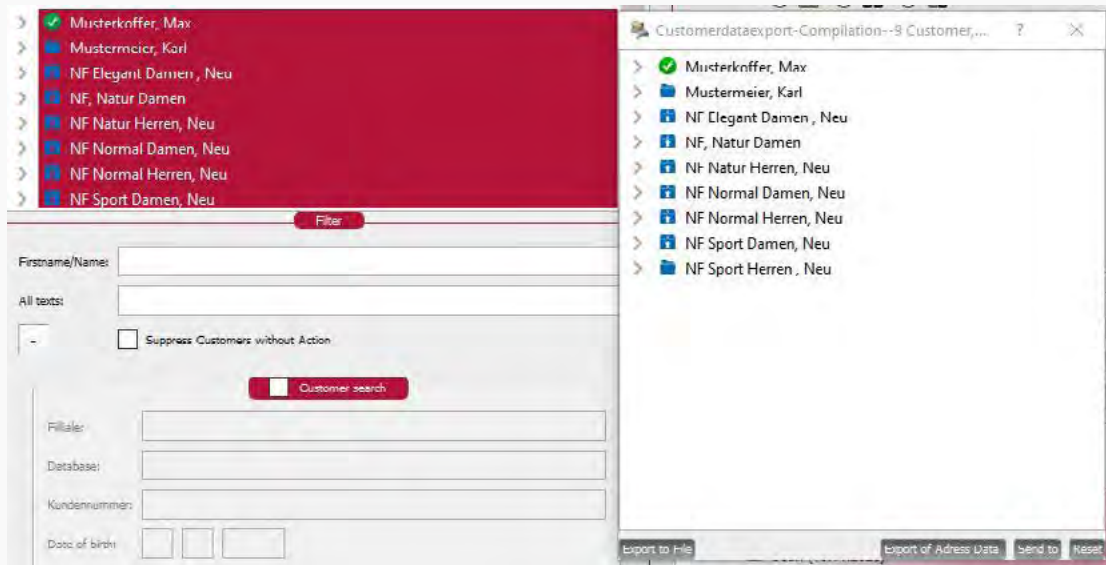 Musterkoffer, Max
Mustermeier, Karl
NF Elegant Damen , Neu
NF, Natur Damen
NF Natur Herren, Neu
NF Normal Damen, Neu
NF Normal Herren, Neu
NF Sport Damen, Neu
Filter
Firstname/Name:
All texts:
-
Suppress Customers without Action
Customer search
Filiale:
Database:
Kundennummer:
Date of birth:
Customerdataexport-Compilation--9 Customer,... ?
Musterkoffer, Max
Mustermeier, Karl
NF Elegant Damen , Neu
NF, Natur Damen
NF Natur Herren, Neu
NF Normal Damen, Neu
NF Normal Herren, Neu
NF Sport Damen, Neu
NF Sport Herren , Neu
Export to File Export of Adress Data Send to Reset